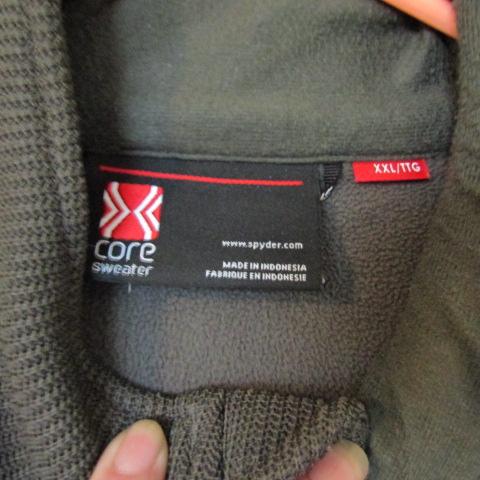 XXL/TTG
core
sweater
www.spyder.com
MADE IN INDONESIA
FABRIQUE EN INDONESIE